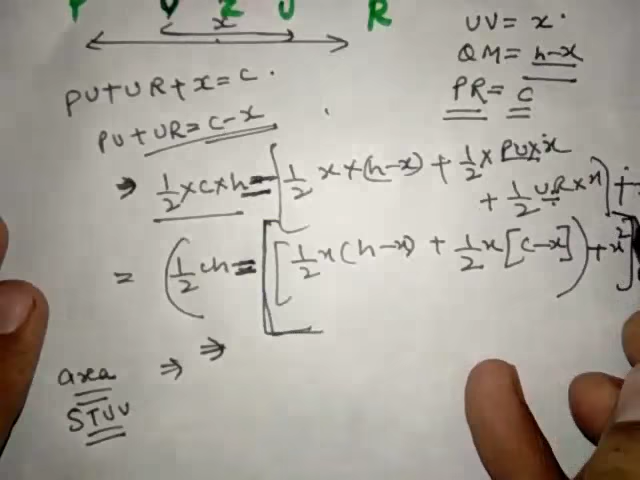 P V Z U R
x
UV = x
QM = h-x
PR = c
PU + UR + x = c.
PU + UR = c-x
⇒ 1/2 × c × h = [1/2 x × (h-x) + 1/2 × PU × x
+ 1/2 UR × x] +
= (1/2 ch = [[1/2 x (h-x) + 1/2 x [c-x]) + x²]
⇒ ⇒
area
STUV